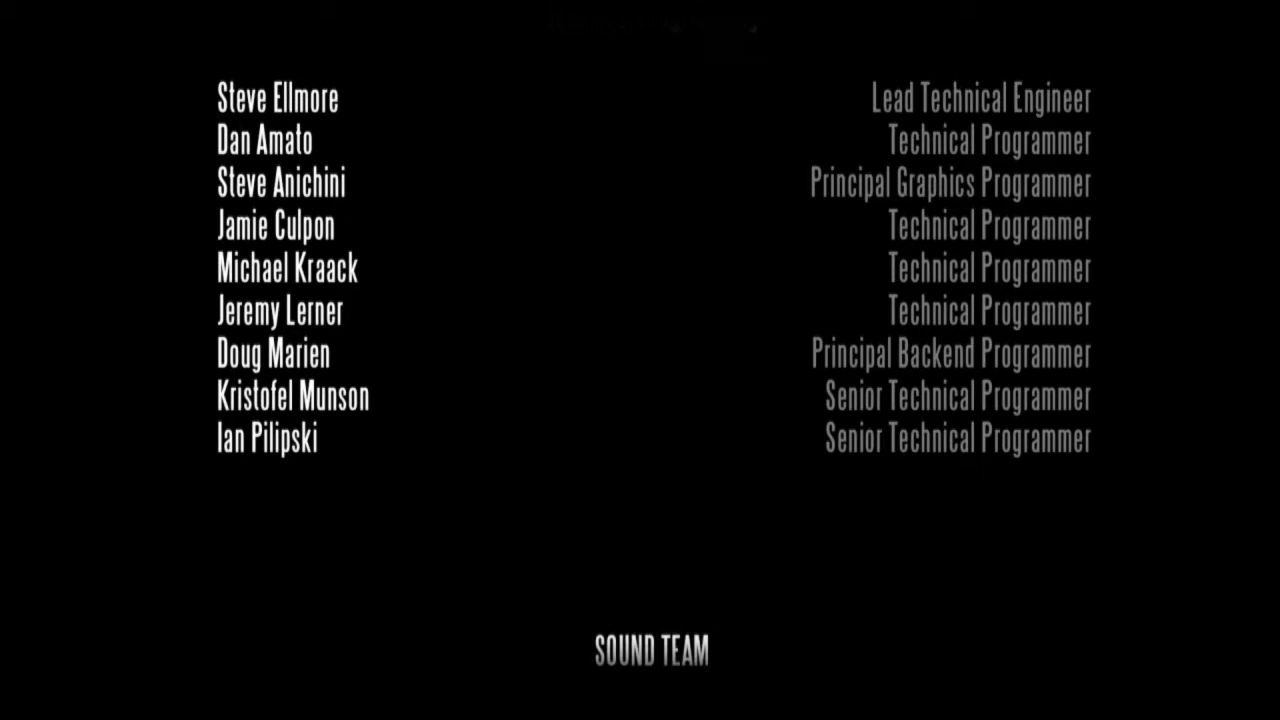 Steve Ellmore Lead Technical Engineer
Dan Amato Technical Programmer
Steve Anichini Principal Graphics Programmer
Jamie Culpon Technical Programmer
Michael Kraack Technical Programmer
Jeremy Lerner Technical Programmer
Doug Marien Principal Backend Programmer
Kristofel Munson Senior Technical Programmer
Ian Pilipski Senior Technical Programmer
SOUND TEAM